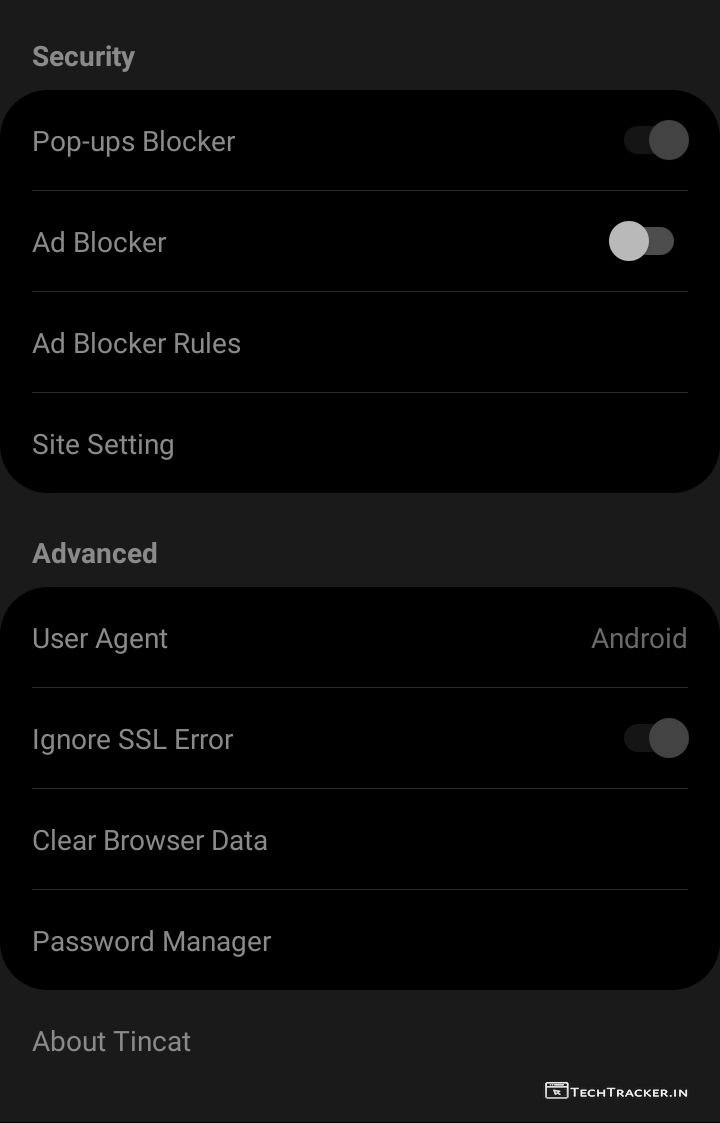 Security
Pop-ups Blocker
Ad Blocker
Ad Blocker Rules
Site Setting
Advanced
User Agent Android
Ignore SSL Error
Clear Browser Data
Password Manager
About Tincat
TECHTRACKER.IN